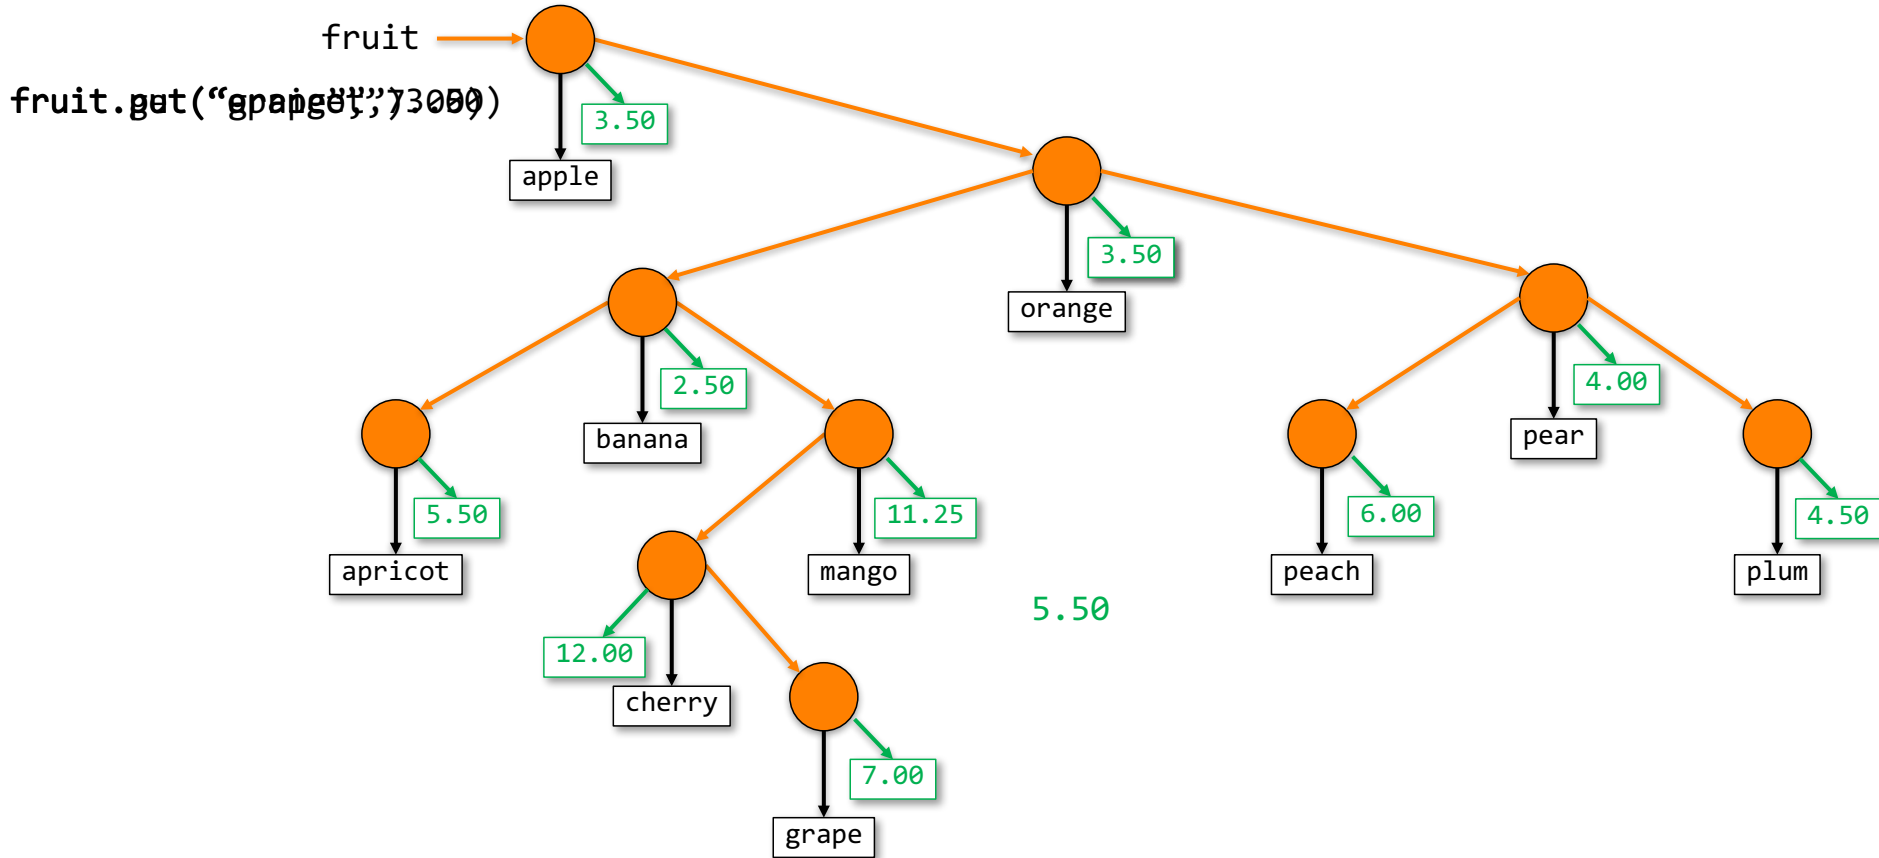 fruit
3.50
apple
3.50
orange
2.50
banana
4.00
pear
5.50
apricot
11.25
mango
6.00
peach
4.50
plum
5.50
12.00
cherry
7.00
grape